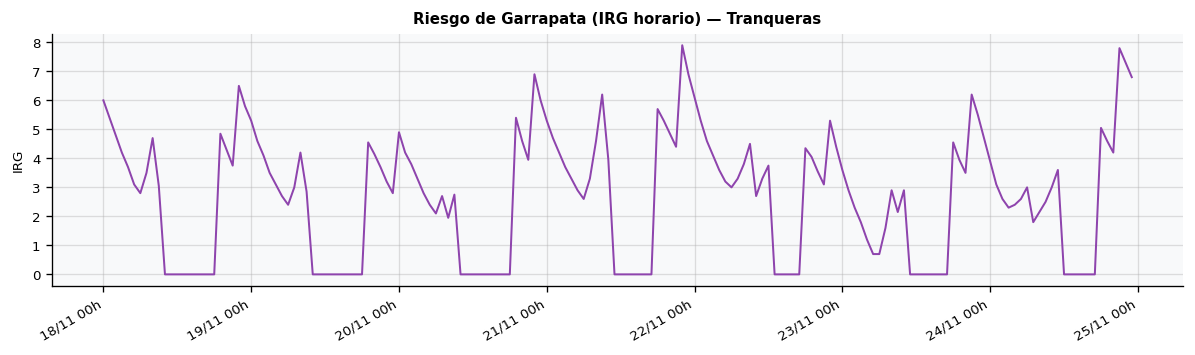 Riesgo de Garrapata (IRG horario) — Tranqueras
IRG
8
7
6
5
4
3
2
1
0
18/11 00h
19/11 00h
20/11 00h
21/11 00h
22/11 00h
23/11 00h
24/11 00h
25/11 00h